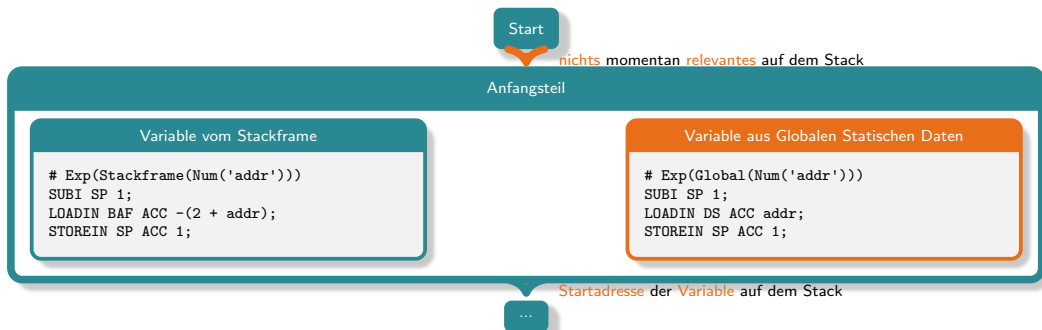 Start
nichts momentan relevantes auf dem Stack
Anfangsteil
Variable vom Stackframe
# Exp(Stackframe(Num('addr')))
SUBI SP 1;
LOADIN BAF ACC -(2 + addr);
STOREIN SP ACC 1;
Variable aus Globalen Statischen Daten
# Exp(Global(Num('addr')))
SUBI SP 1;
LOADIN DS ACC addr;
STOREIN SP ACC 1;
Startadresse der Variable auf dem Stack
...